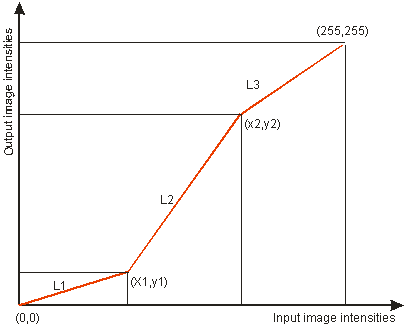 (255,255)
Output image intensities
L3
(x2,y2)
L2
L1
(X1,y1)
(0,0)
Input image intensities